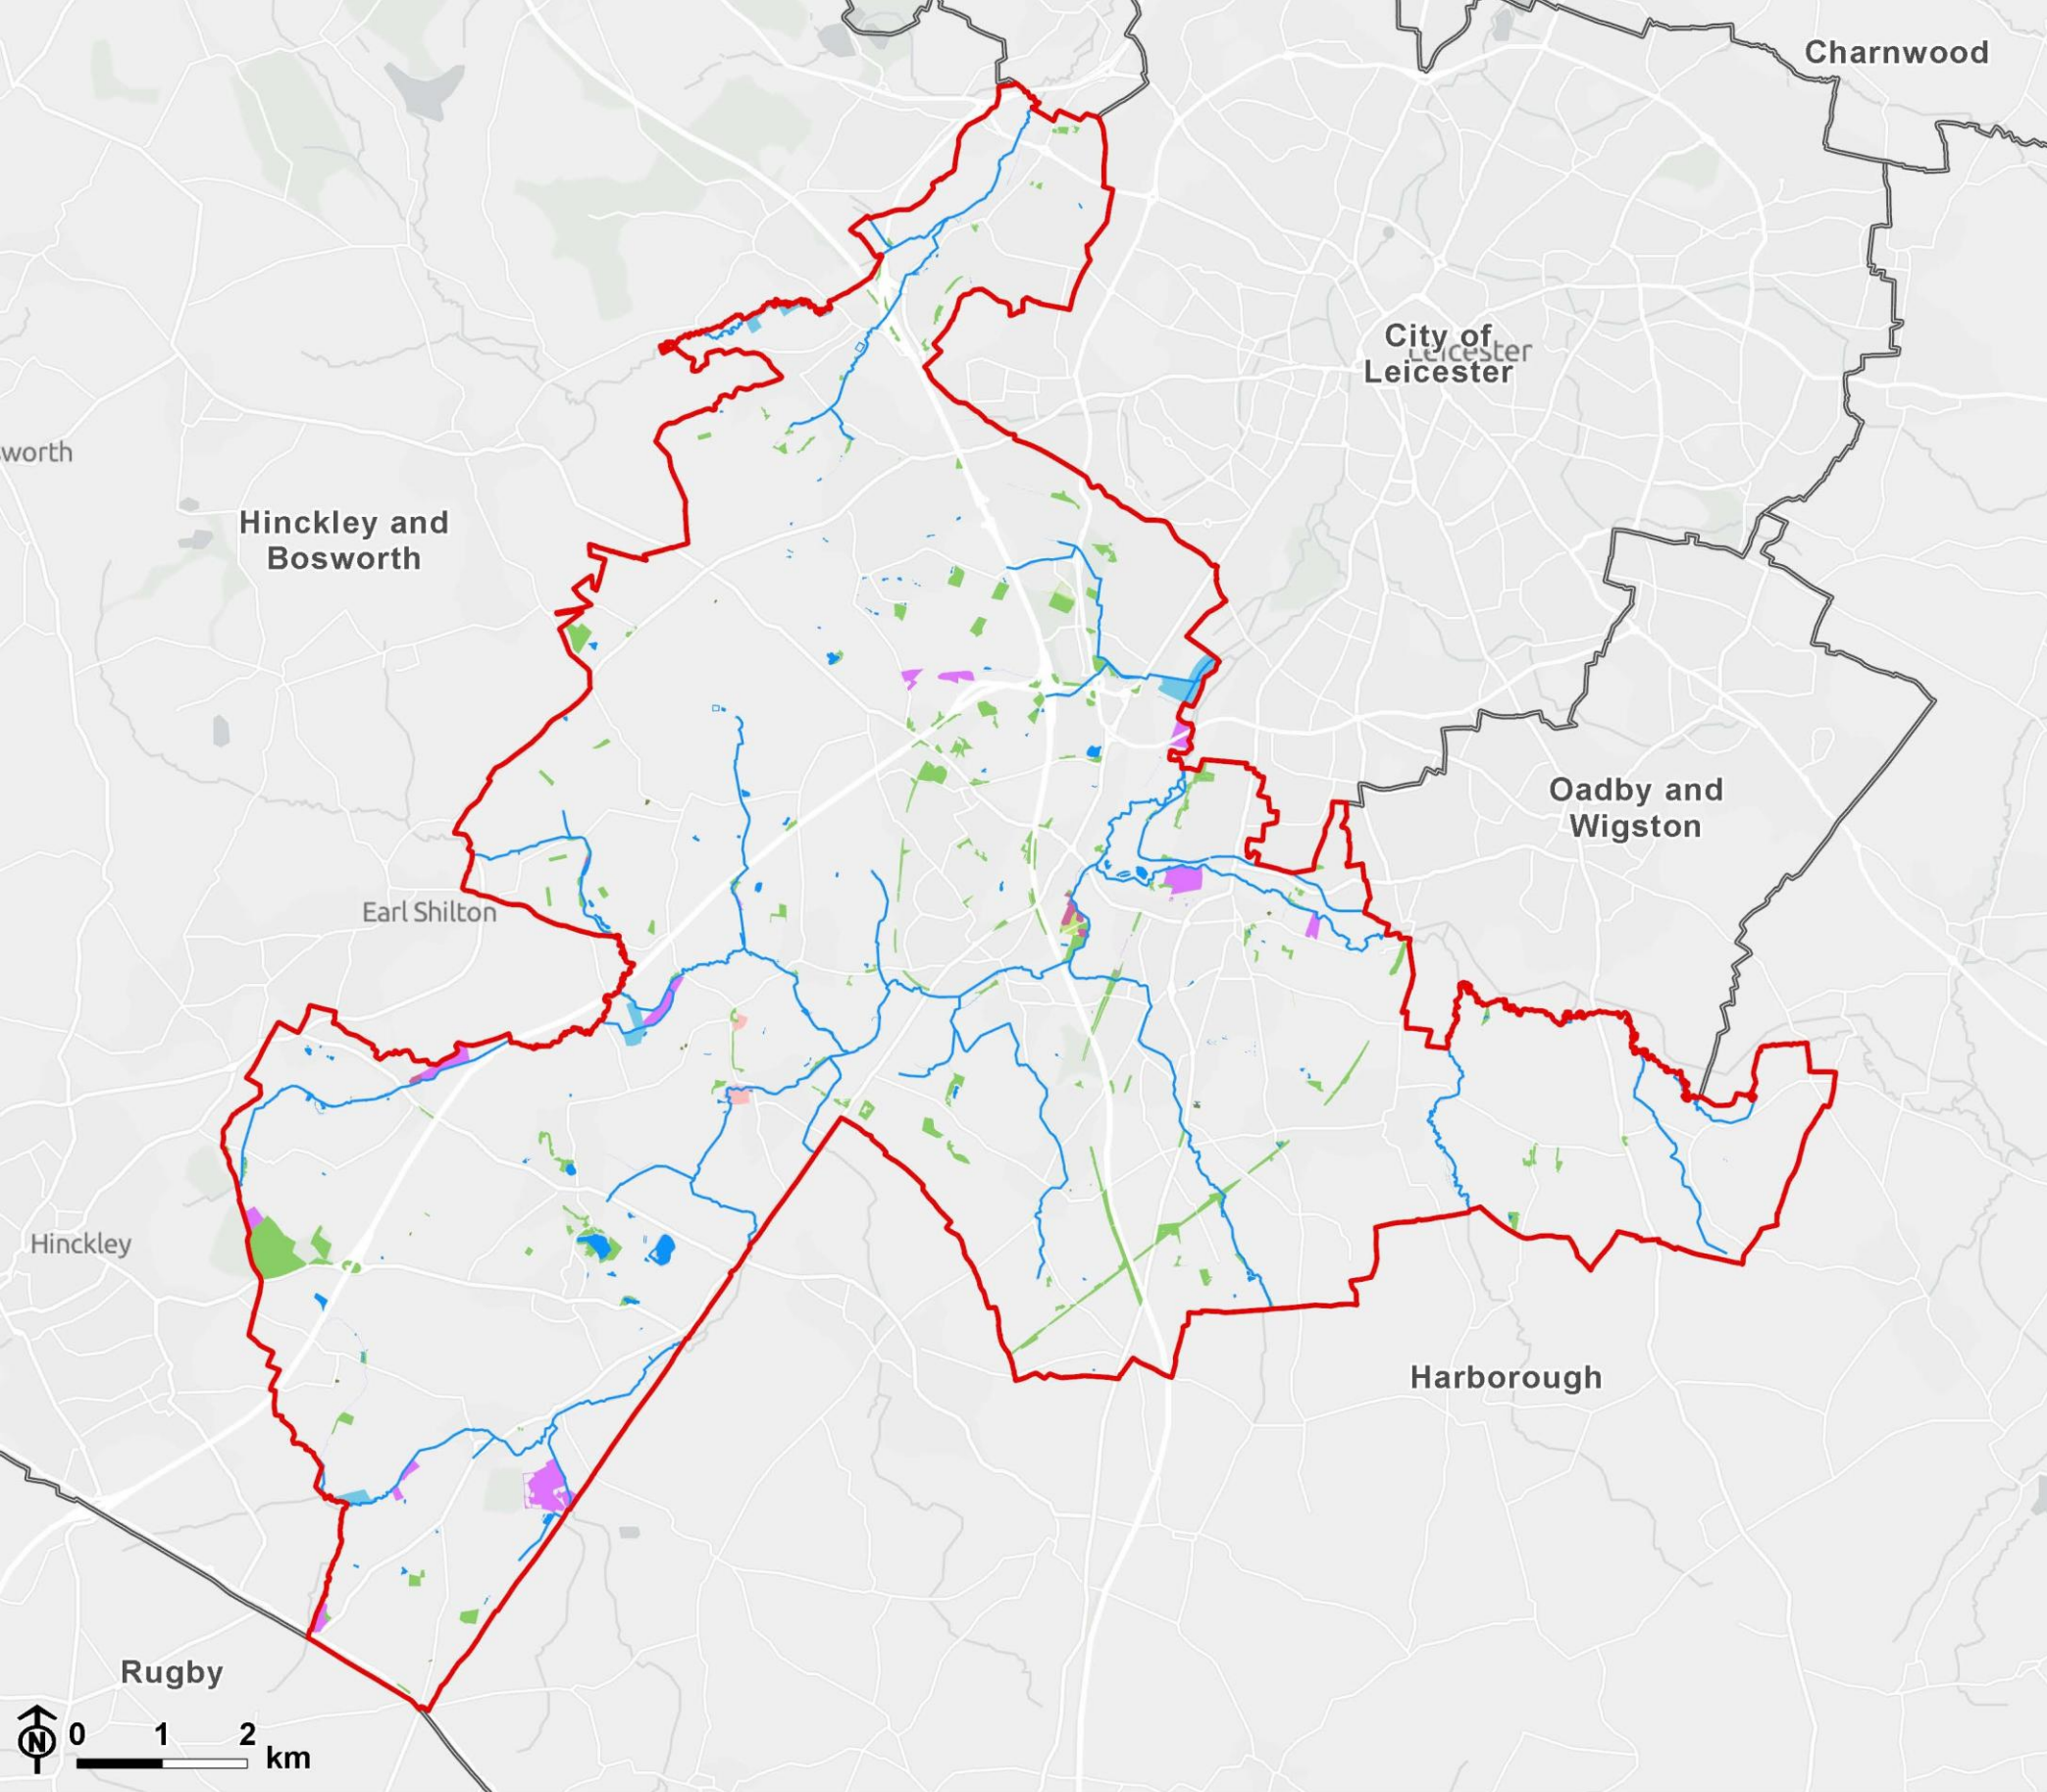 Charnwood
City of
Leicester
Leicester
worth
Hinckley and
Bosworth
Oadby and
Wigston
Earl Shilton
Hinckley
Harborough
Rugby
N
0 1 2
km